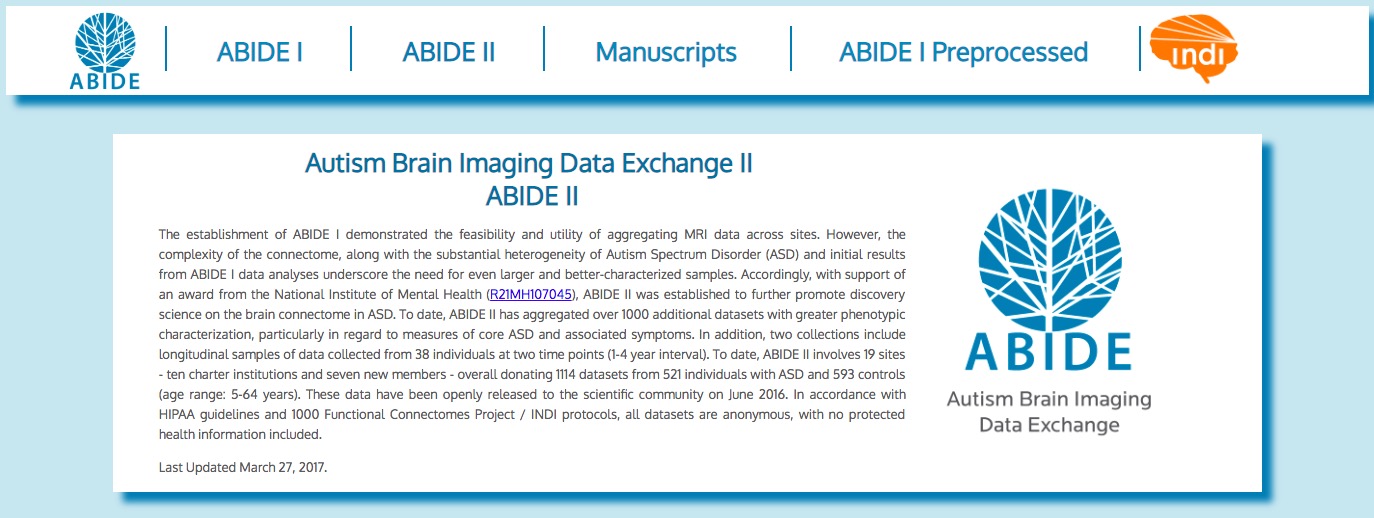 ABIDE
ABIDE I
ABIDE II
Manuscripts
ABIDE I Preprocessed
indi
Autism Brain Imaging Data Exchange II
ABIDE II
The establishment of ABIDE I demonstrated the feasibility and utility of aggregating MRI data across sites. However, the
complexity of the connectome, along with the substantial heterogeneity of Autism Spectrum Disorder (ASD) and initial results
from ABIDE I data analyses underscore the need for even larger and better-characterized samples. Accordingly, with support of
an award from the National Institute of Mental Health (R21MH107045), ABIDE II was established to further promote discovery
science on the brain connectome in ASD. To date, ABIDE II has aggregated over 1000 additional datasets with greater phenotypic
characterization, particularly in regard to measures of core ASD and associated symptoms. In addition, two collections include
longitudinal samples of data collected from 38 individuals at two time points (1-4 year interval). To date, ABIDE II involves 19 sites
- ten charter institutions and seven new members - overall donating 1114 datasets from 521 individuals with ASD and 593 controls
(age range: 5-64 years). These data have been openly released to the scientific community on June 2016. In accordance with
HIPAA guidelines and 1000 Functional Connectomes Project / INDI protocols, all datasets are anonymous, with no protected
health information included.
Last Updated March 27, 2017.
ABIDE
Autism Brain Imaging
Data Exchange